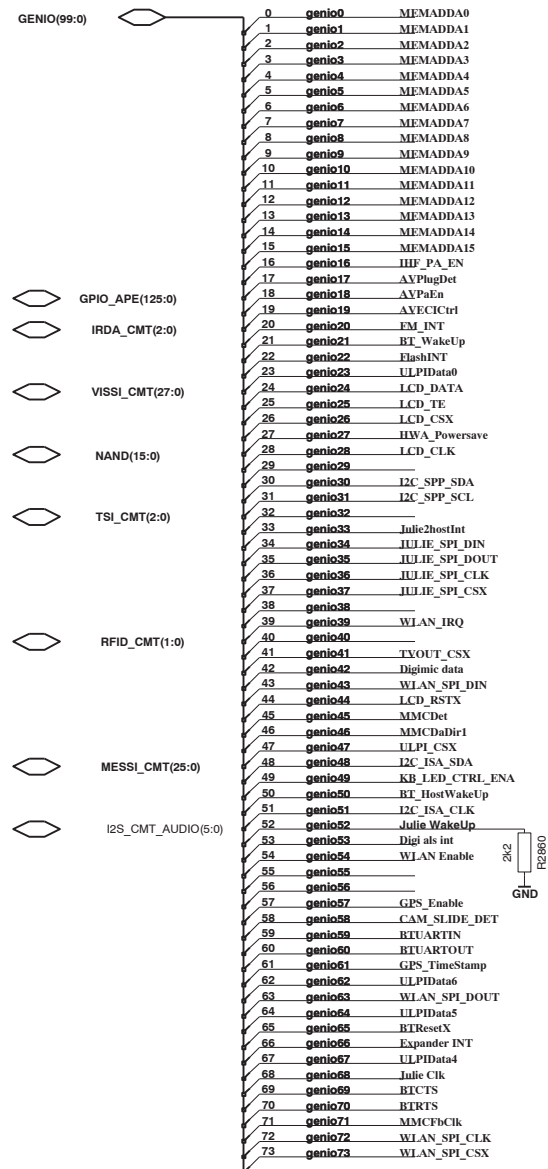 GENIO(99:0)
0 genio0 MEMADDA0
1 genio1 MEMADDA1
2 genio2 MEMADDA2
3 genio3 MEMADDA3
4 genio4 MEMADDA4
5 genio5 MEMADDA5
6 genio6 MEMADDA6
7 genio7 MEMADDA7
8 genio8 MEMADDA8
9 genio9 MEMADDA9
10 genio10 MEMADDA10
11 genio11 MEMADDA11
12 genio12 MEMADDA12
13 genio13 MEMADDA13
14 genio14 MEMADDA14
15 genio15 MEMADDA15
16 genio16 IHF_PA_EN
17 genio17 AVPlugDet
GPIO_APE(125:0)
18 genio18 AVPaEn
19 genio19 AVECICtrl
IRDA_CMT(2:0)
20 genio20 FM_INT
21 genio21 BT_WakeUp
22 genio22 FlashINT
23 genio23 ULPIData0
VISSI_CMT(27:0)
24 genio24 LCD_DATA
25 genio25 LCD_TE
26 genio26 LCD_CSX
27 genio27 HWA_Powersave
NAND(15:0)
28 genio28 LCD_CLK
29 genio29
30 genio30 I2C_SPP_SDA
31 genio31 I2C_SPP_SCL
TSI_CMT(2:0)
32 genio32
33 genio33 Julie2hostInt
34 genio34 JULIE_SPI_DIN
35 genio35 JULIE_SPI_DOUT
36 genio36 JULIE_SPI_CLK
37 genio37 JULIE_SPI_CSX
38 genio38
39 genio39 WLAN_IRQ
RFID_CMT(1:0)
40 genio40
41 genio41 TVOUT_CSX
42 genio42 Digimic data
43 genio43 WLAN_SPI_DIN
44 genio44 LCD_RSTX
45 genio45 MMCDet
46 genio46 MMCDaDir1
47 genio47 ULPI_CSX
MESSI_CMT(25:0)
48 genio48 I2C_ISA_SDA
49 genio49 KB_LED_CTRL_ENA
50 genio50 BT_HostWakeUp
51 genio51 I2C_ISA_CLK
I2S_CMT_AUDIO(5:0)
52 genio52 Julie WakeUp
53 genio53 Digi als int
2k2 R2860
54 genio54 WLAN Enable
55 genio55
56 genio56
GND
57 genio57 GPS_Enable
58 genio58 CAM_SLIDE_DET
59 genio59 BTUARTIN
60 genio60 BTUARTOUT
61 genio61 GPS_TimeStamp
62 genio62 ULPIData6
63 genio63 WLAN_SPI_DOUT
64 genio64 ULPIData5
65 genio65 BTResetX
66 genio66 Expander INT
67 genio67 ULPIData4
68 genio68 Julie Clk
69 genio69 BTCTS
70 genio70 BTRTS
71 genio71 MMCFbClk
72 genio72 WLAN_SPI_CLK
73 genio73 WLAN_SPI_CSX